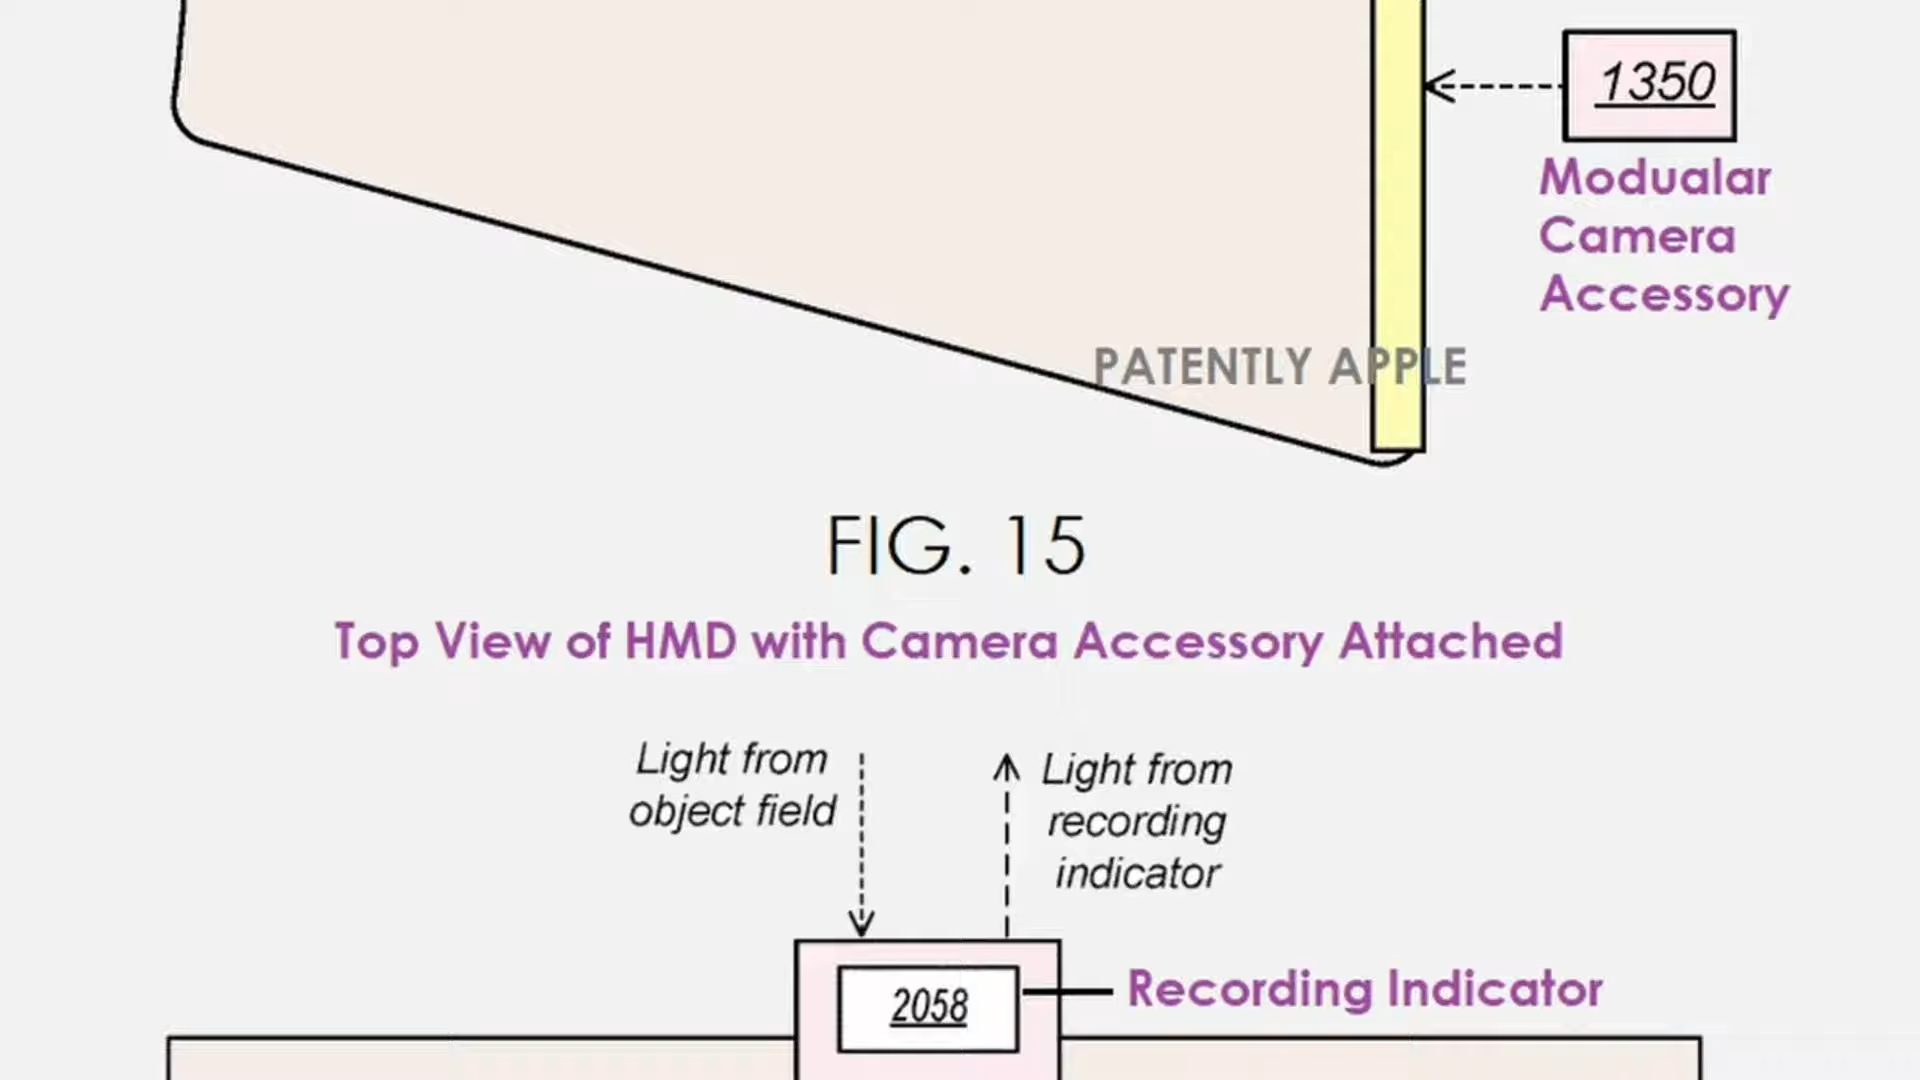 1350
Modualar
Camera
Accessory
PATENTLY APPLE
FIG. 15
Top View of HMD with Camera Accessory Attached
Light from
object field
Light from
recording
indicator
2058
Recording Indicator